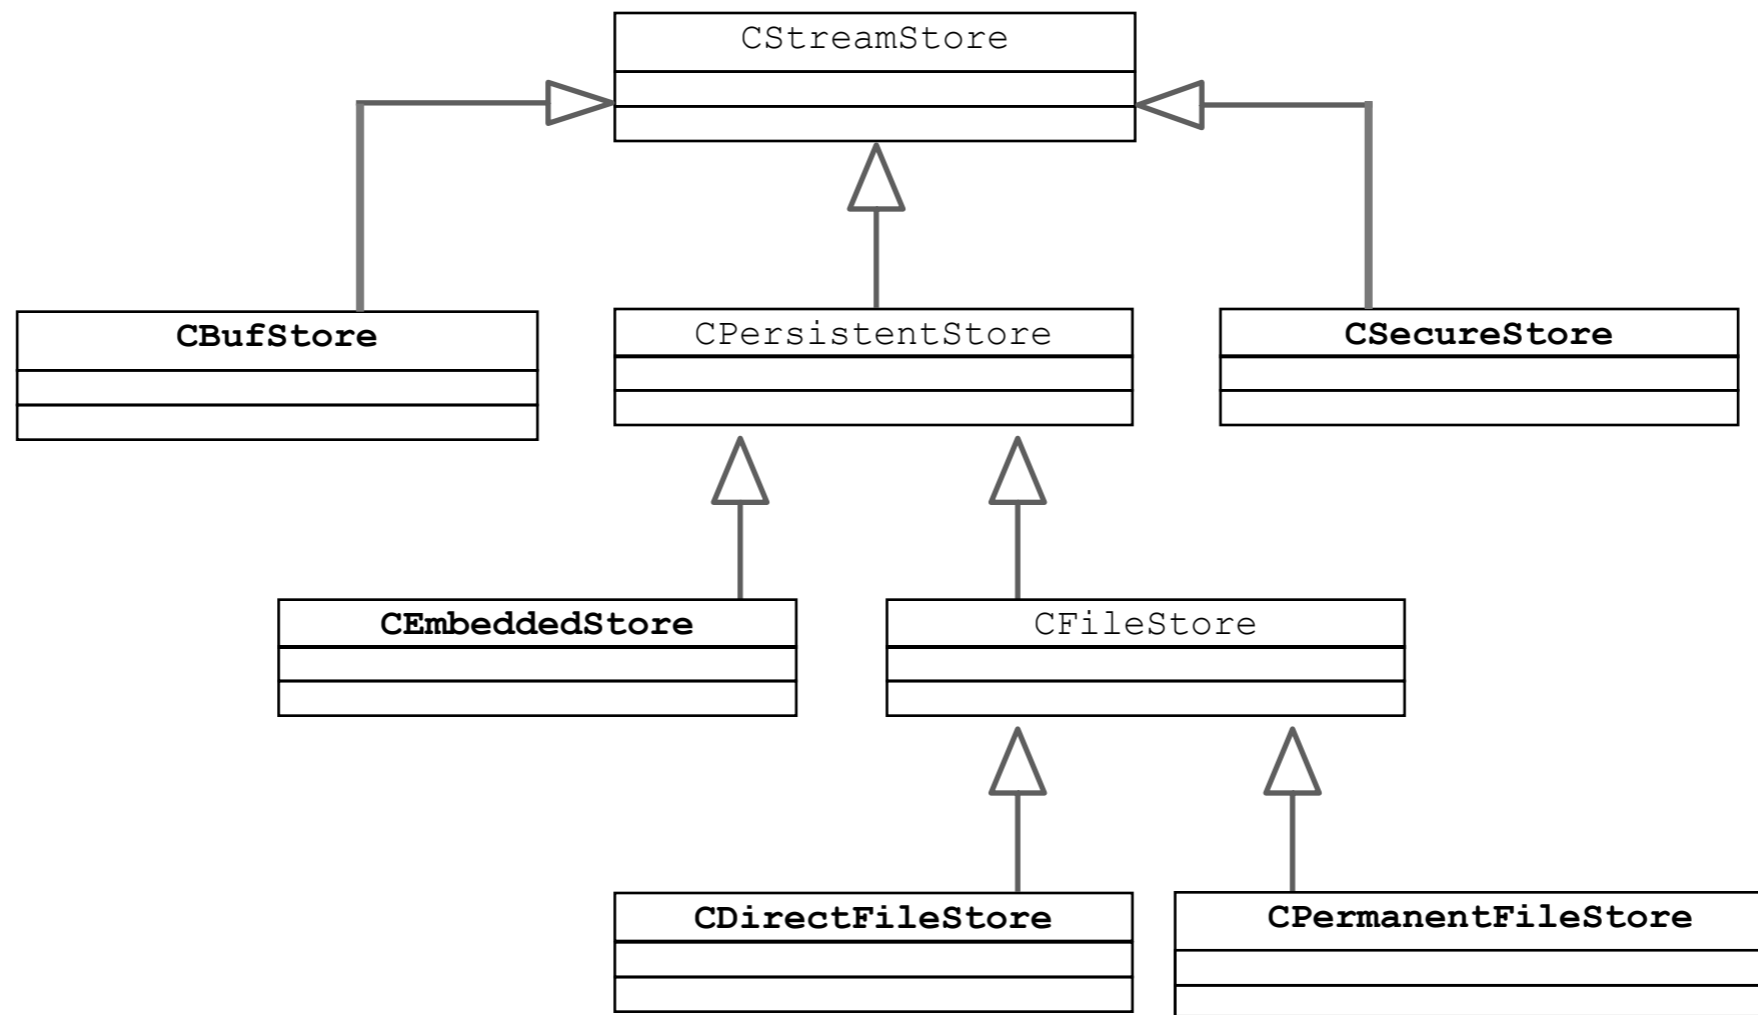 CStreamStore
CBufStore
CPersistentStore
CSecureStore
CEmbeddedStore
CFileStore
CDirectFileStore
CPermanentFileStore